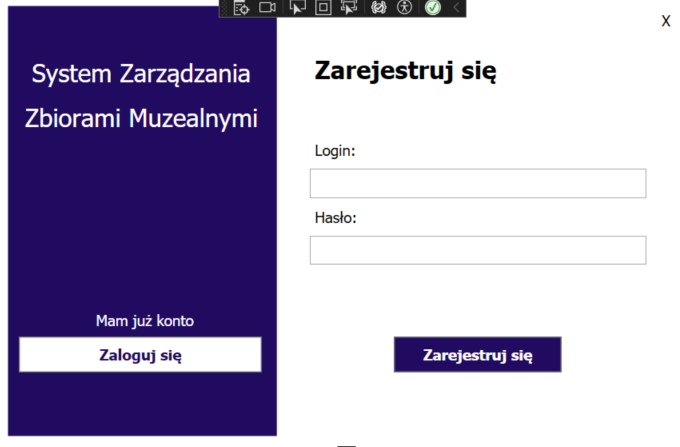 System Zarządzania
Zbiorami Muzealnymi
Mam już konto
Zaloguj się
X
Zarejestruj się
Login:
Hasło:
Zarejestruj się